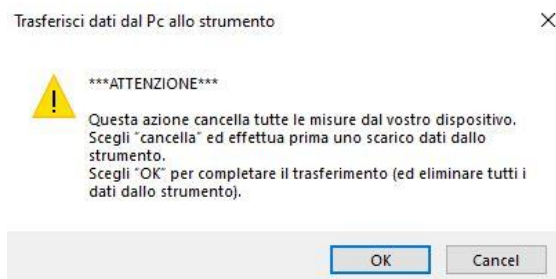 Trasferisci dati dal Pc allo strumento
***ATTENZIONE***
Questa azione cancella tutte le misure dal vostro dispositivo.
Scegli "cancella" ed effettua prima uno scarico dati dallo
strumento.
Scegli "OK" per completare il trasferimento (ed eliminare tutti i
dati dallo strumento).
OK
Cancel